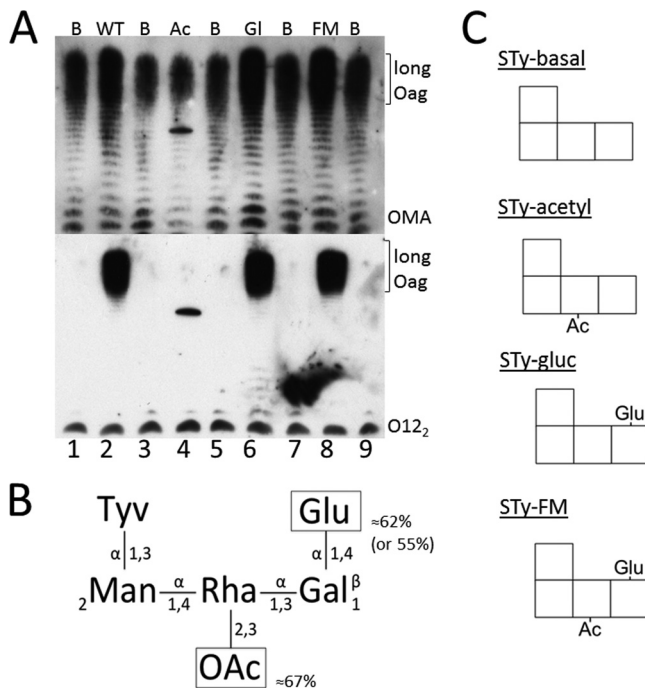 A
B WT B Ac B Gl B FM B
long
Oag
OMA
long
Oag
O12₂
1 2 3 4 5 6 7 8 9
B
Tyv
Glu
≈62%
(or 55%)
α 1,3
α 1,4
₂Man α 1,4 Rha α 1,3 Gal β 1
2,3
OAc
≈67%
C
STy-basal
STy-acetyl
Ac
STy-gluc
Glu
STy-FM
Glu
Ac